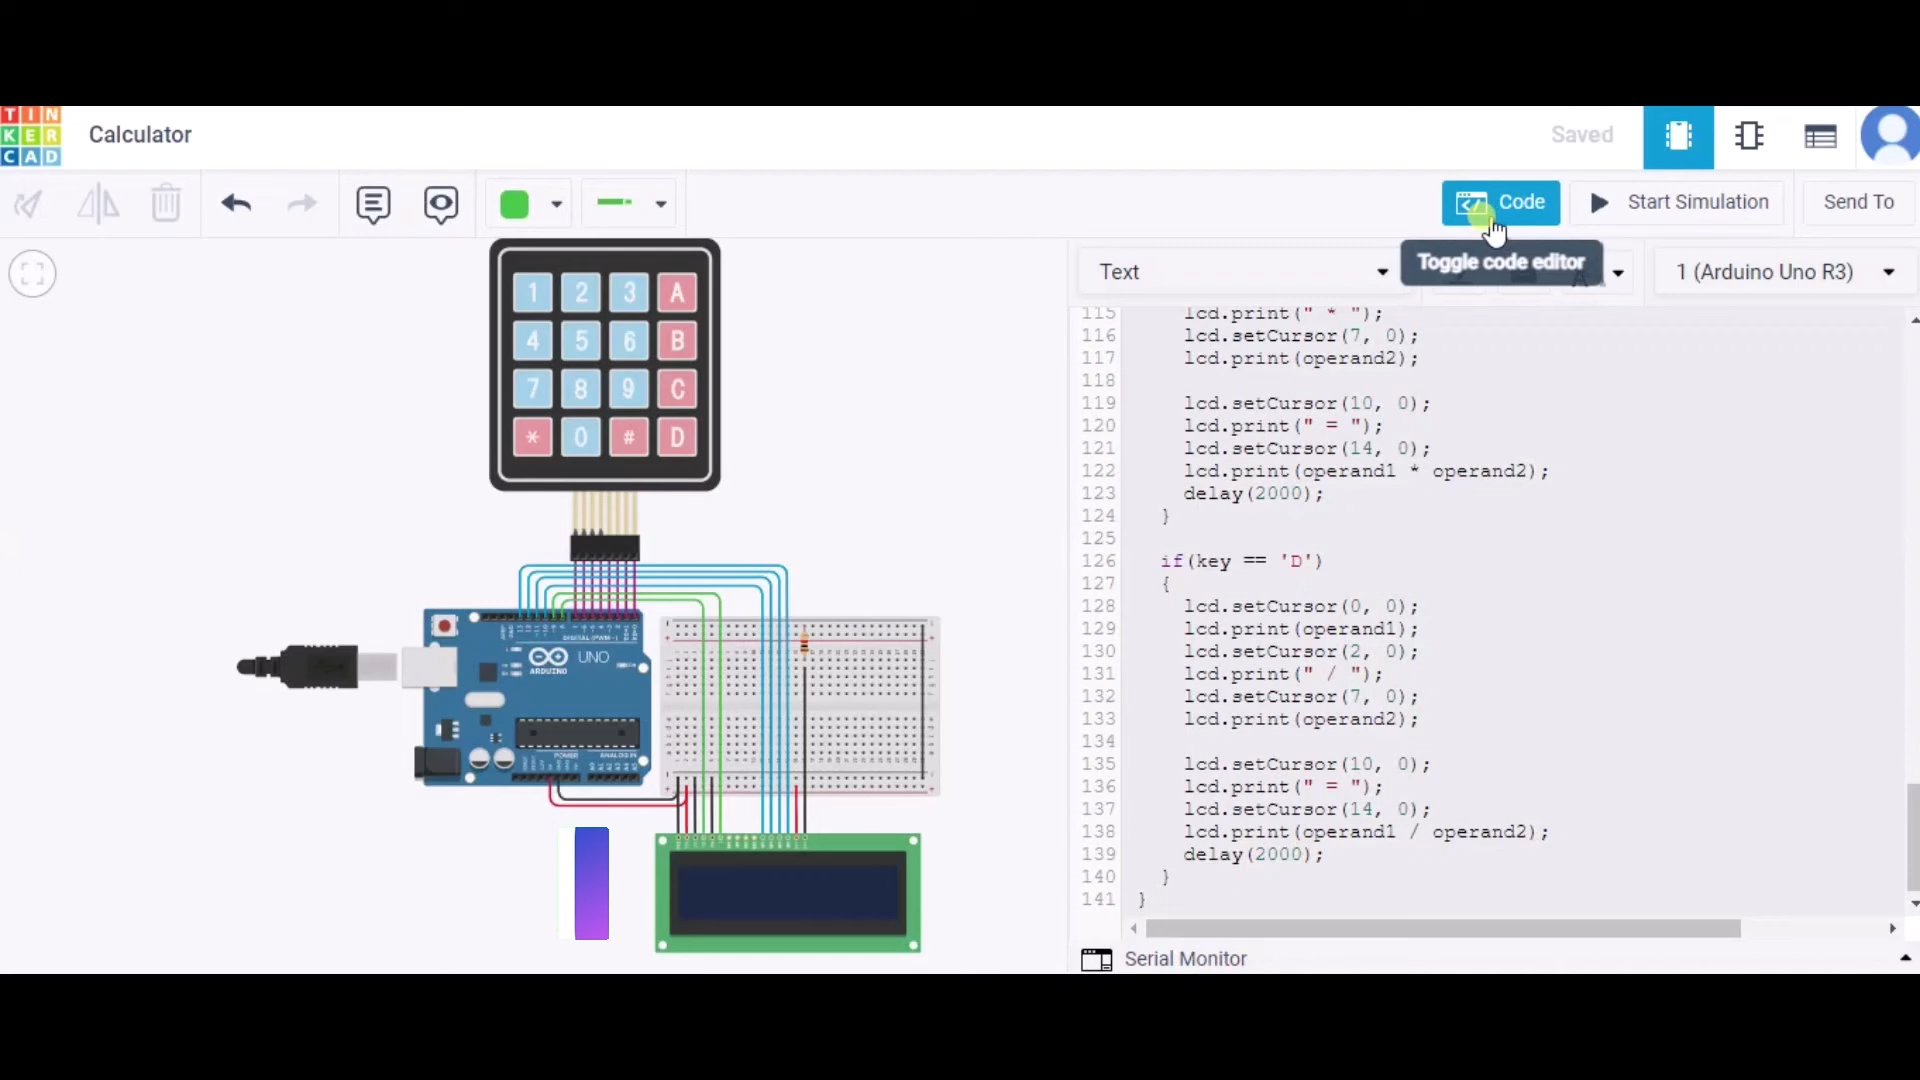 TIN
KER
CAD
Calculator
Saved
Code
Start Simulation
Send To
Toggle code editor
Text
1 (Arduino Uno R3)
1 2 3 A
4 5 6 B
7 8 9 C
* 0 # D
DIGITAL (PWM~)
UNO
ARDUINO
POWER
ANALOG IN
115 lcd.print(" * ");
116 lcd.setCursor(7, 0);
117 lcd.print(operand2);
118
119 lcd.setCursor(10, 0);
120 lcd.print(" = ");
121 lcd.setCursor(14, 0);
122 lcd.print(operand1 * operand2);
123 delay(2000);
124 }
125
126 if(key == 'D')
127 {
128 lcd.setCursor(0, 0);
129 lcd.print(operand1);
130 lcd.setCursor(2, 0);
131 lcd.print(" / ");
132 lcd.setCursor(7, 0);
133 lcd.print(operand2);
134
135 lcd.setCursor(10, 0);
136 lcd.print(" = ");
137 lcd.setCursor(14, 0);
138 lcd.print(operand1 / operand2);
139 delay(2000);
140 }
141 }
Serial Monitor